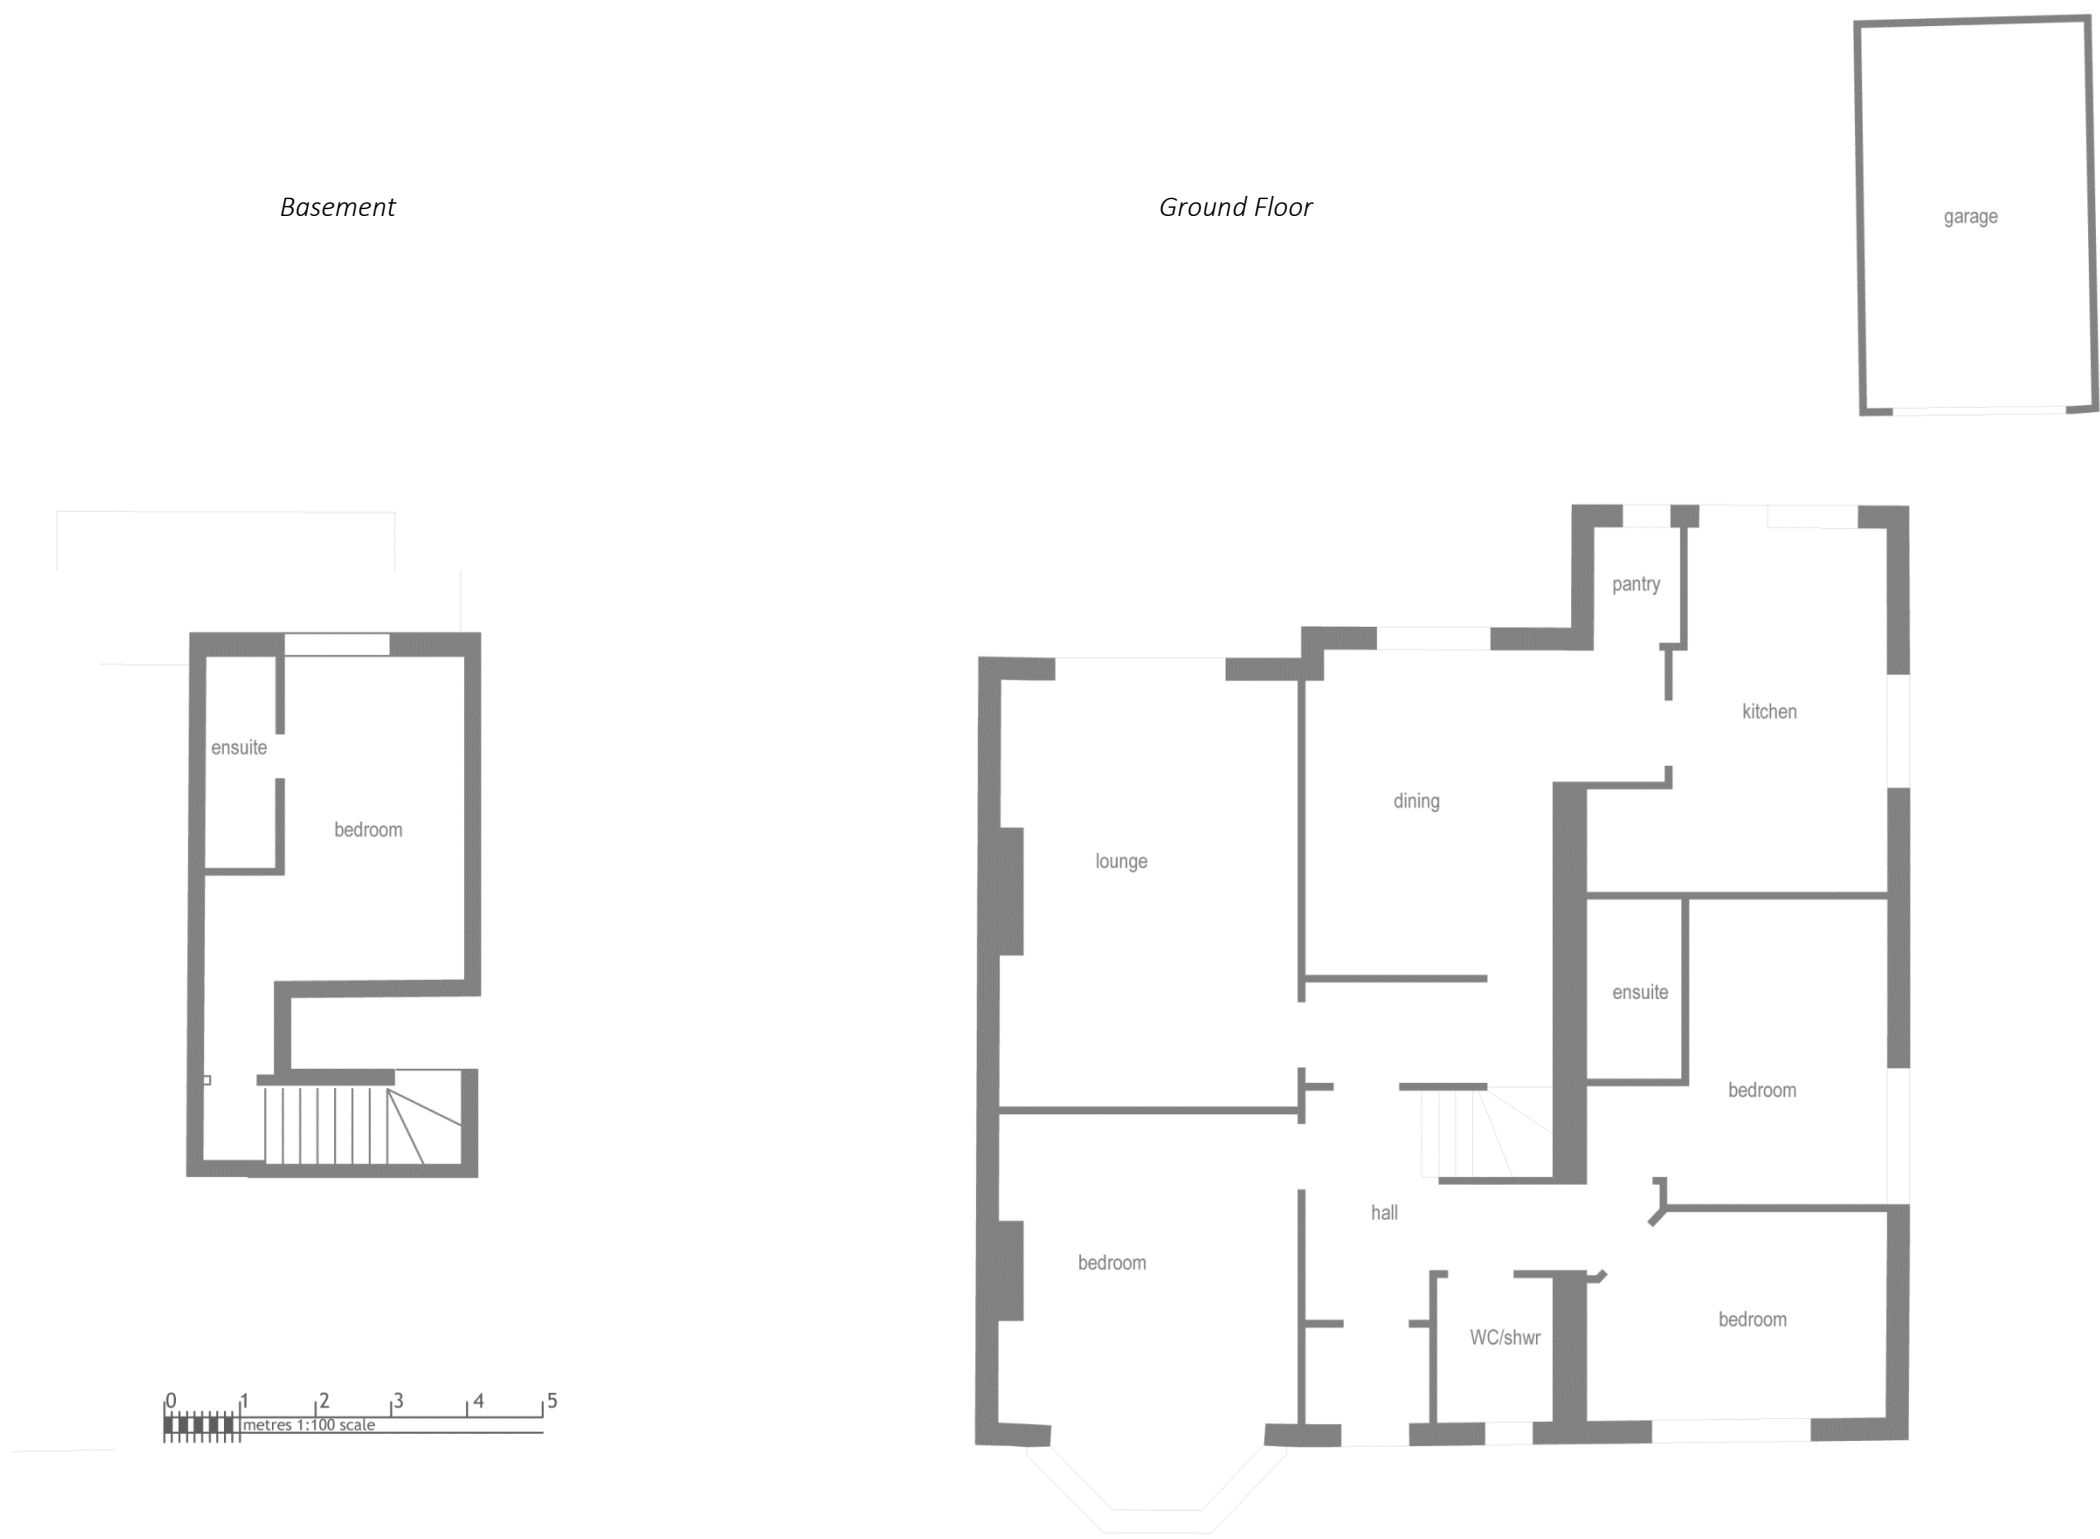 Basement
Ground Floor
garage
pantry
kitchen
ensuite
dining
bedroom
lounge
ensuite
bedroom
hall
bedroom
bedroom
WC/shwr
0 1 2 3 4 5
metres 1:100 scale